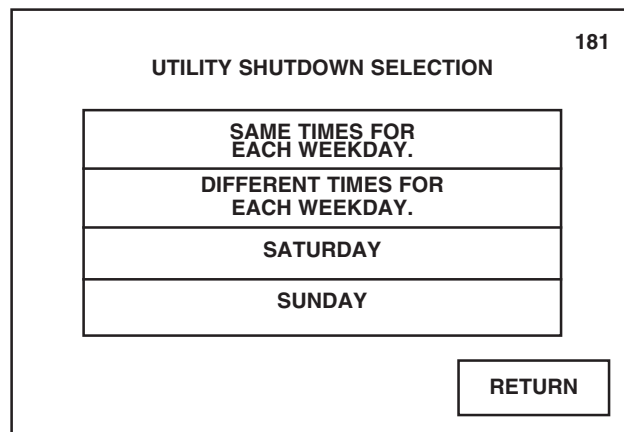 181
UTILITY SHUTDOWN SELECTION
SAME TIMES FOR
EACH WEEKDAY.
DIFFERENT TIMES FOR
EACH WEEKDAY.
SATURDAY
SUNDAY
RETURN